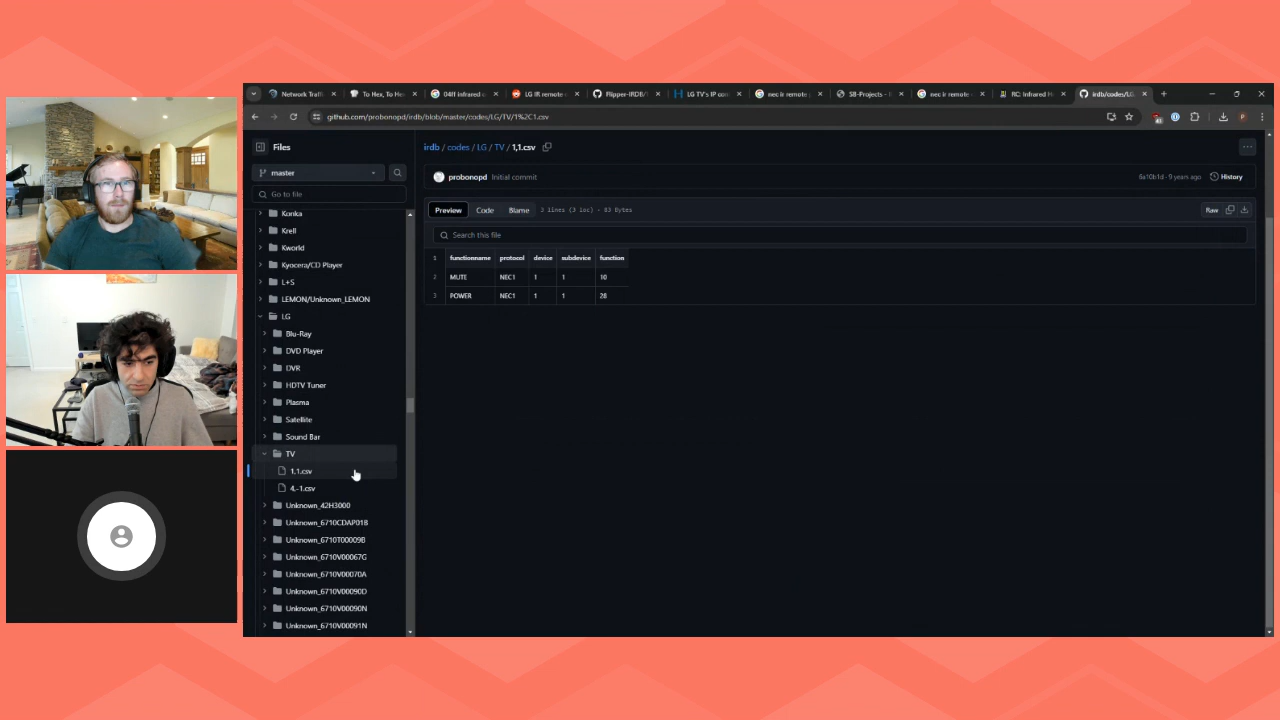 Network Traffi
To Hex, To Hex
04ff infrared c
LG IR remote
Flipper-IRDB/
LG TV's IP con
nec ir remote
SB-Projects - I
nec ir remote
RC: Infrared H
irdb/codes/LG
github.com/probonopd/irdb/blob/master/codes/LG/TV/1%2C1.csv
Files
irdb / codes / LG / TV / 1,1.csv
master
probonopd Initial commit
6a10b1d · 9 years ago
History
Go to file
Preview Code Blame 3 lines (3 loc) · 83 Bytes
Raw
Search this file
1 functionname protocol device subdevice function
2 MUTE NEC1 1 1 10
3 POWER NEC1 1 1 28
Konka
Krell
Kworld
Kyocera/CD Player
L+S
LEMON/Unknown_LEMON
LG
Blu-Ray
DVD Player
DVR
HDTV Tuner
Plasma
Satellite
Sound Bar
TV
1,1.csv
4,-1.csv
Unknown_42H3000
Unknown_6710CDAP01B
Unknown_6710T00009B
Unknown_6710V00067G
Unknown_6710V00070A
Unknown_6710V00090D
Unknown_6710V00090N
Unknown_6710V00091N